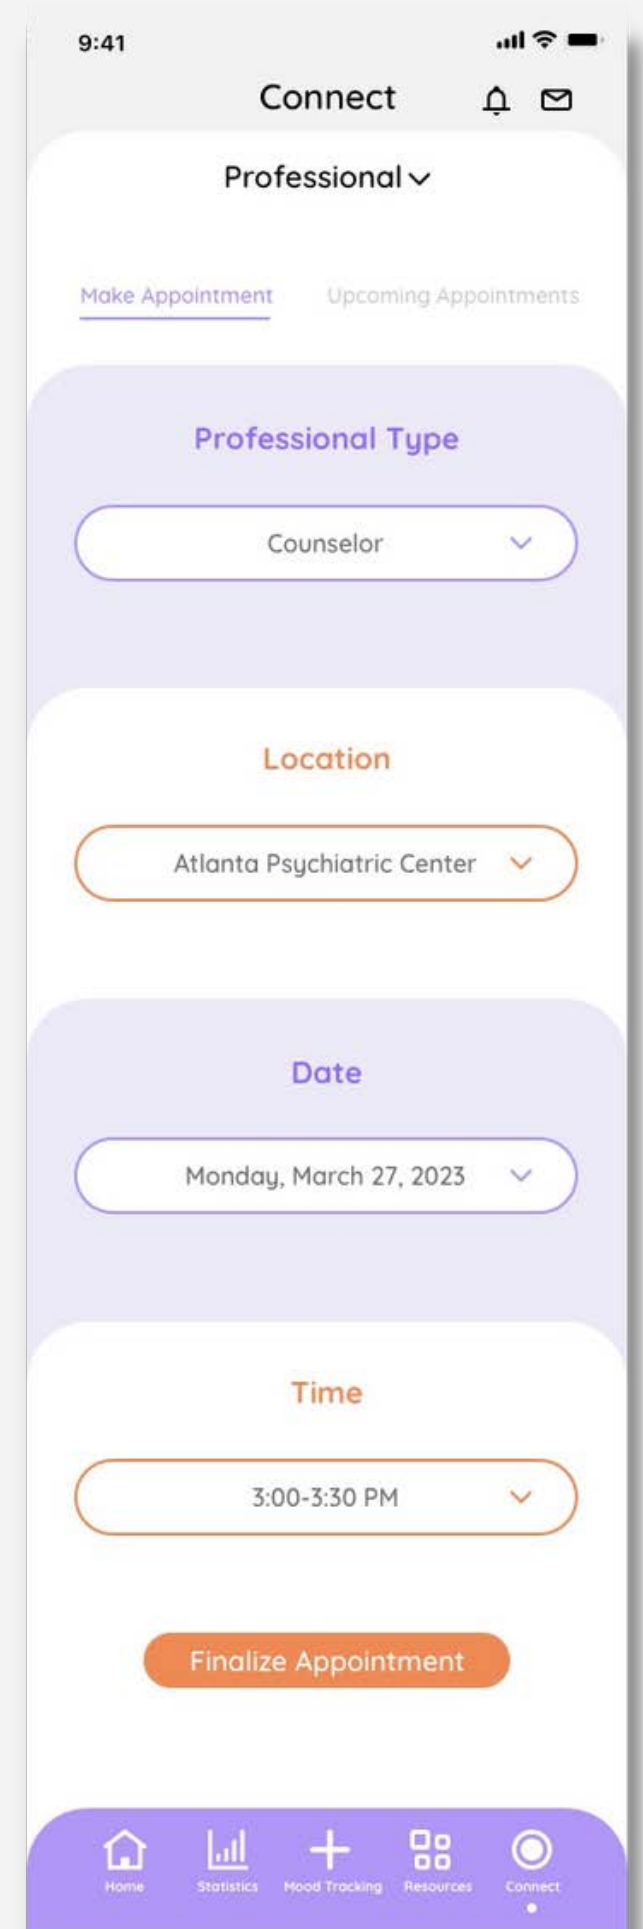 9:41
Connect
Professional
Make Appointment Upcoming Appointments
Professional Type
Counselor
Location
Atlanta Psychiatric Center
Date
Monday, March 27, 2023
Time
3:00-3:30 PM
Finalize Appointment
Home Statistics Mood Tracking Resources Connect